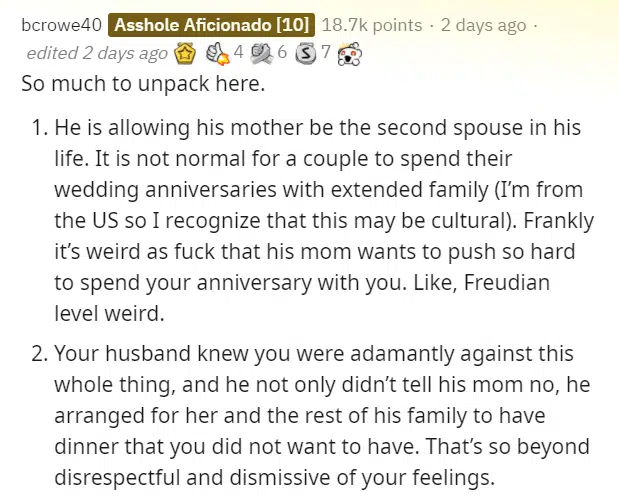 bcrowe40 Asshole Aficionado [10] 18.7k points · 2 days ago ·
edited 2 days ago 4 6 S 7
So much to unpack here.
1. He is allowing his mother be the second spouse in his
life. It is not normal for a couple to spend their
wedding anniversaries with extended family (I'm from
the US so I recognize that this may be cultural). Frankly
it's weird as fuck that his mom wants to push so hard
to spend your anniversary with you. Like, Freudian
level weird.
2. Your husband knew you were adamantly against this
whole thing, and he not only didn't tell his mom no, he
arranged for her and the rest of his family to have
dinner that you did not want to have. That's so beyond
disrespectful and dismissive of your feelings.